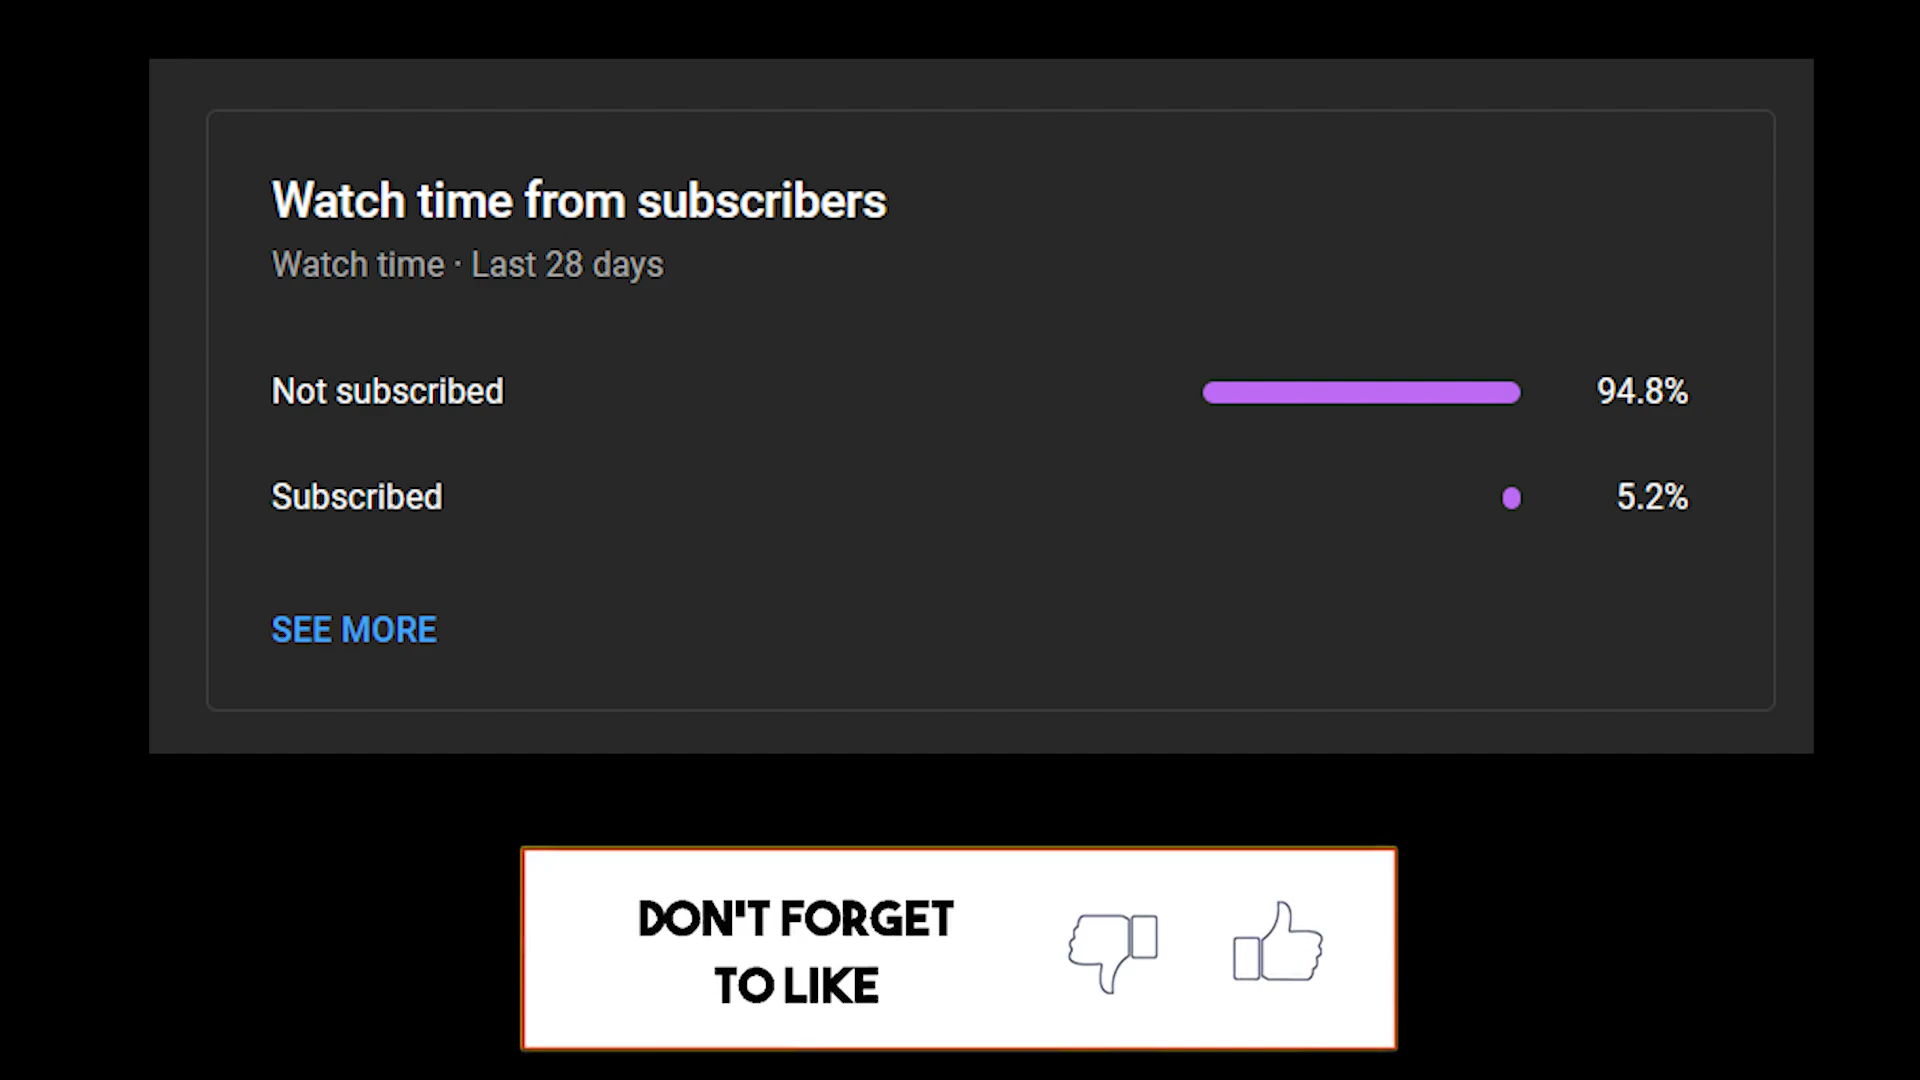 Watch time from subscribers
Watch time · Last 28 days
Not subscribed 94.8%
Subscribed 5.2%
SEE MORE
DON'T FORGET
TO LIKE